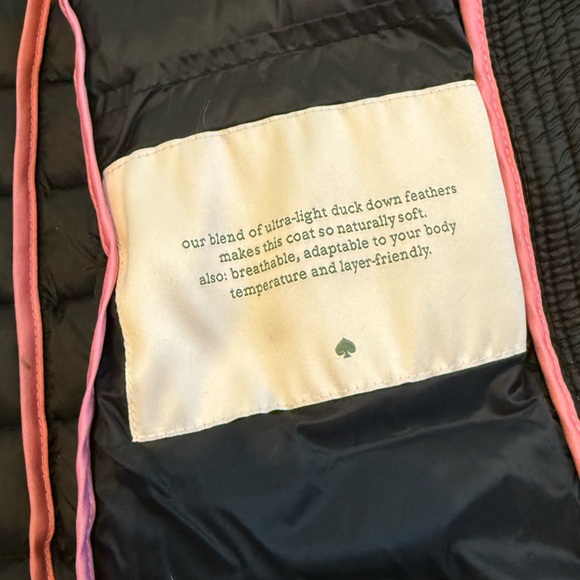 our blend of ultra-light duck down feathers
makes this coat so naturally soft.
also: breathable, adaptable to your body
temperature and layer-friendly.